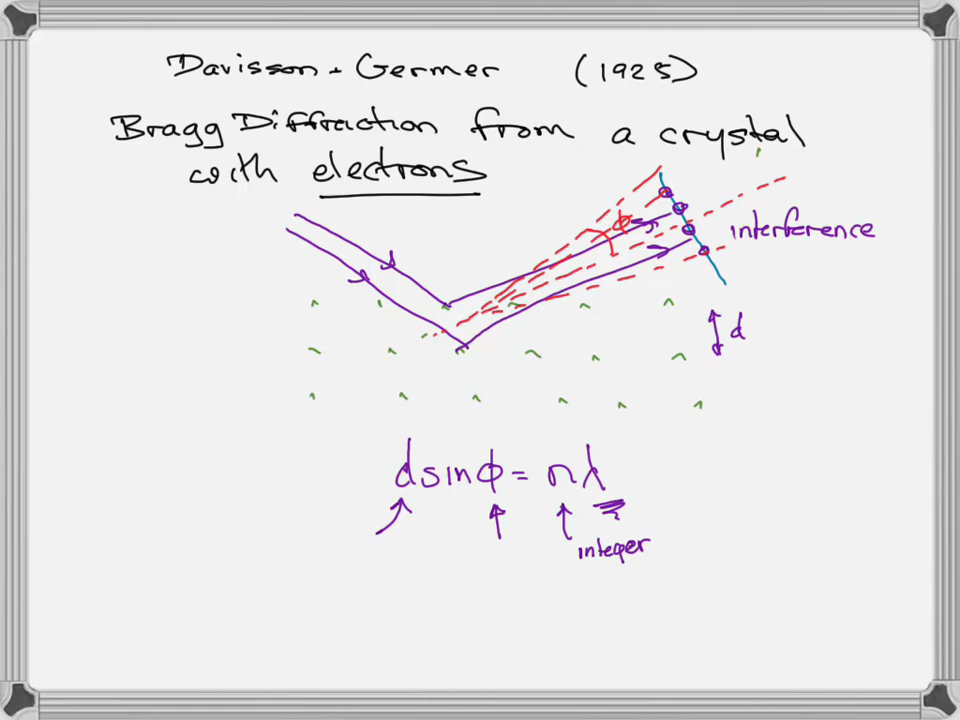 Davisson + Germer (1925)
Bragg Diffraction from a crystal
with electrons
ϕ
interference
d
d sin ϕ = n λ
integer